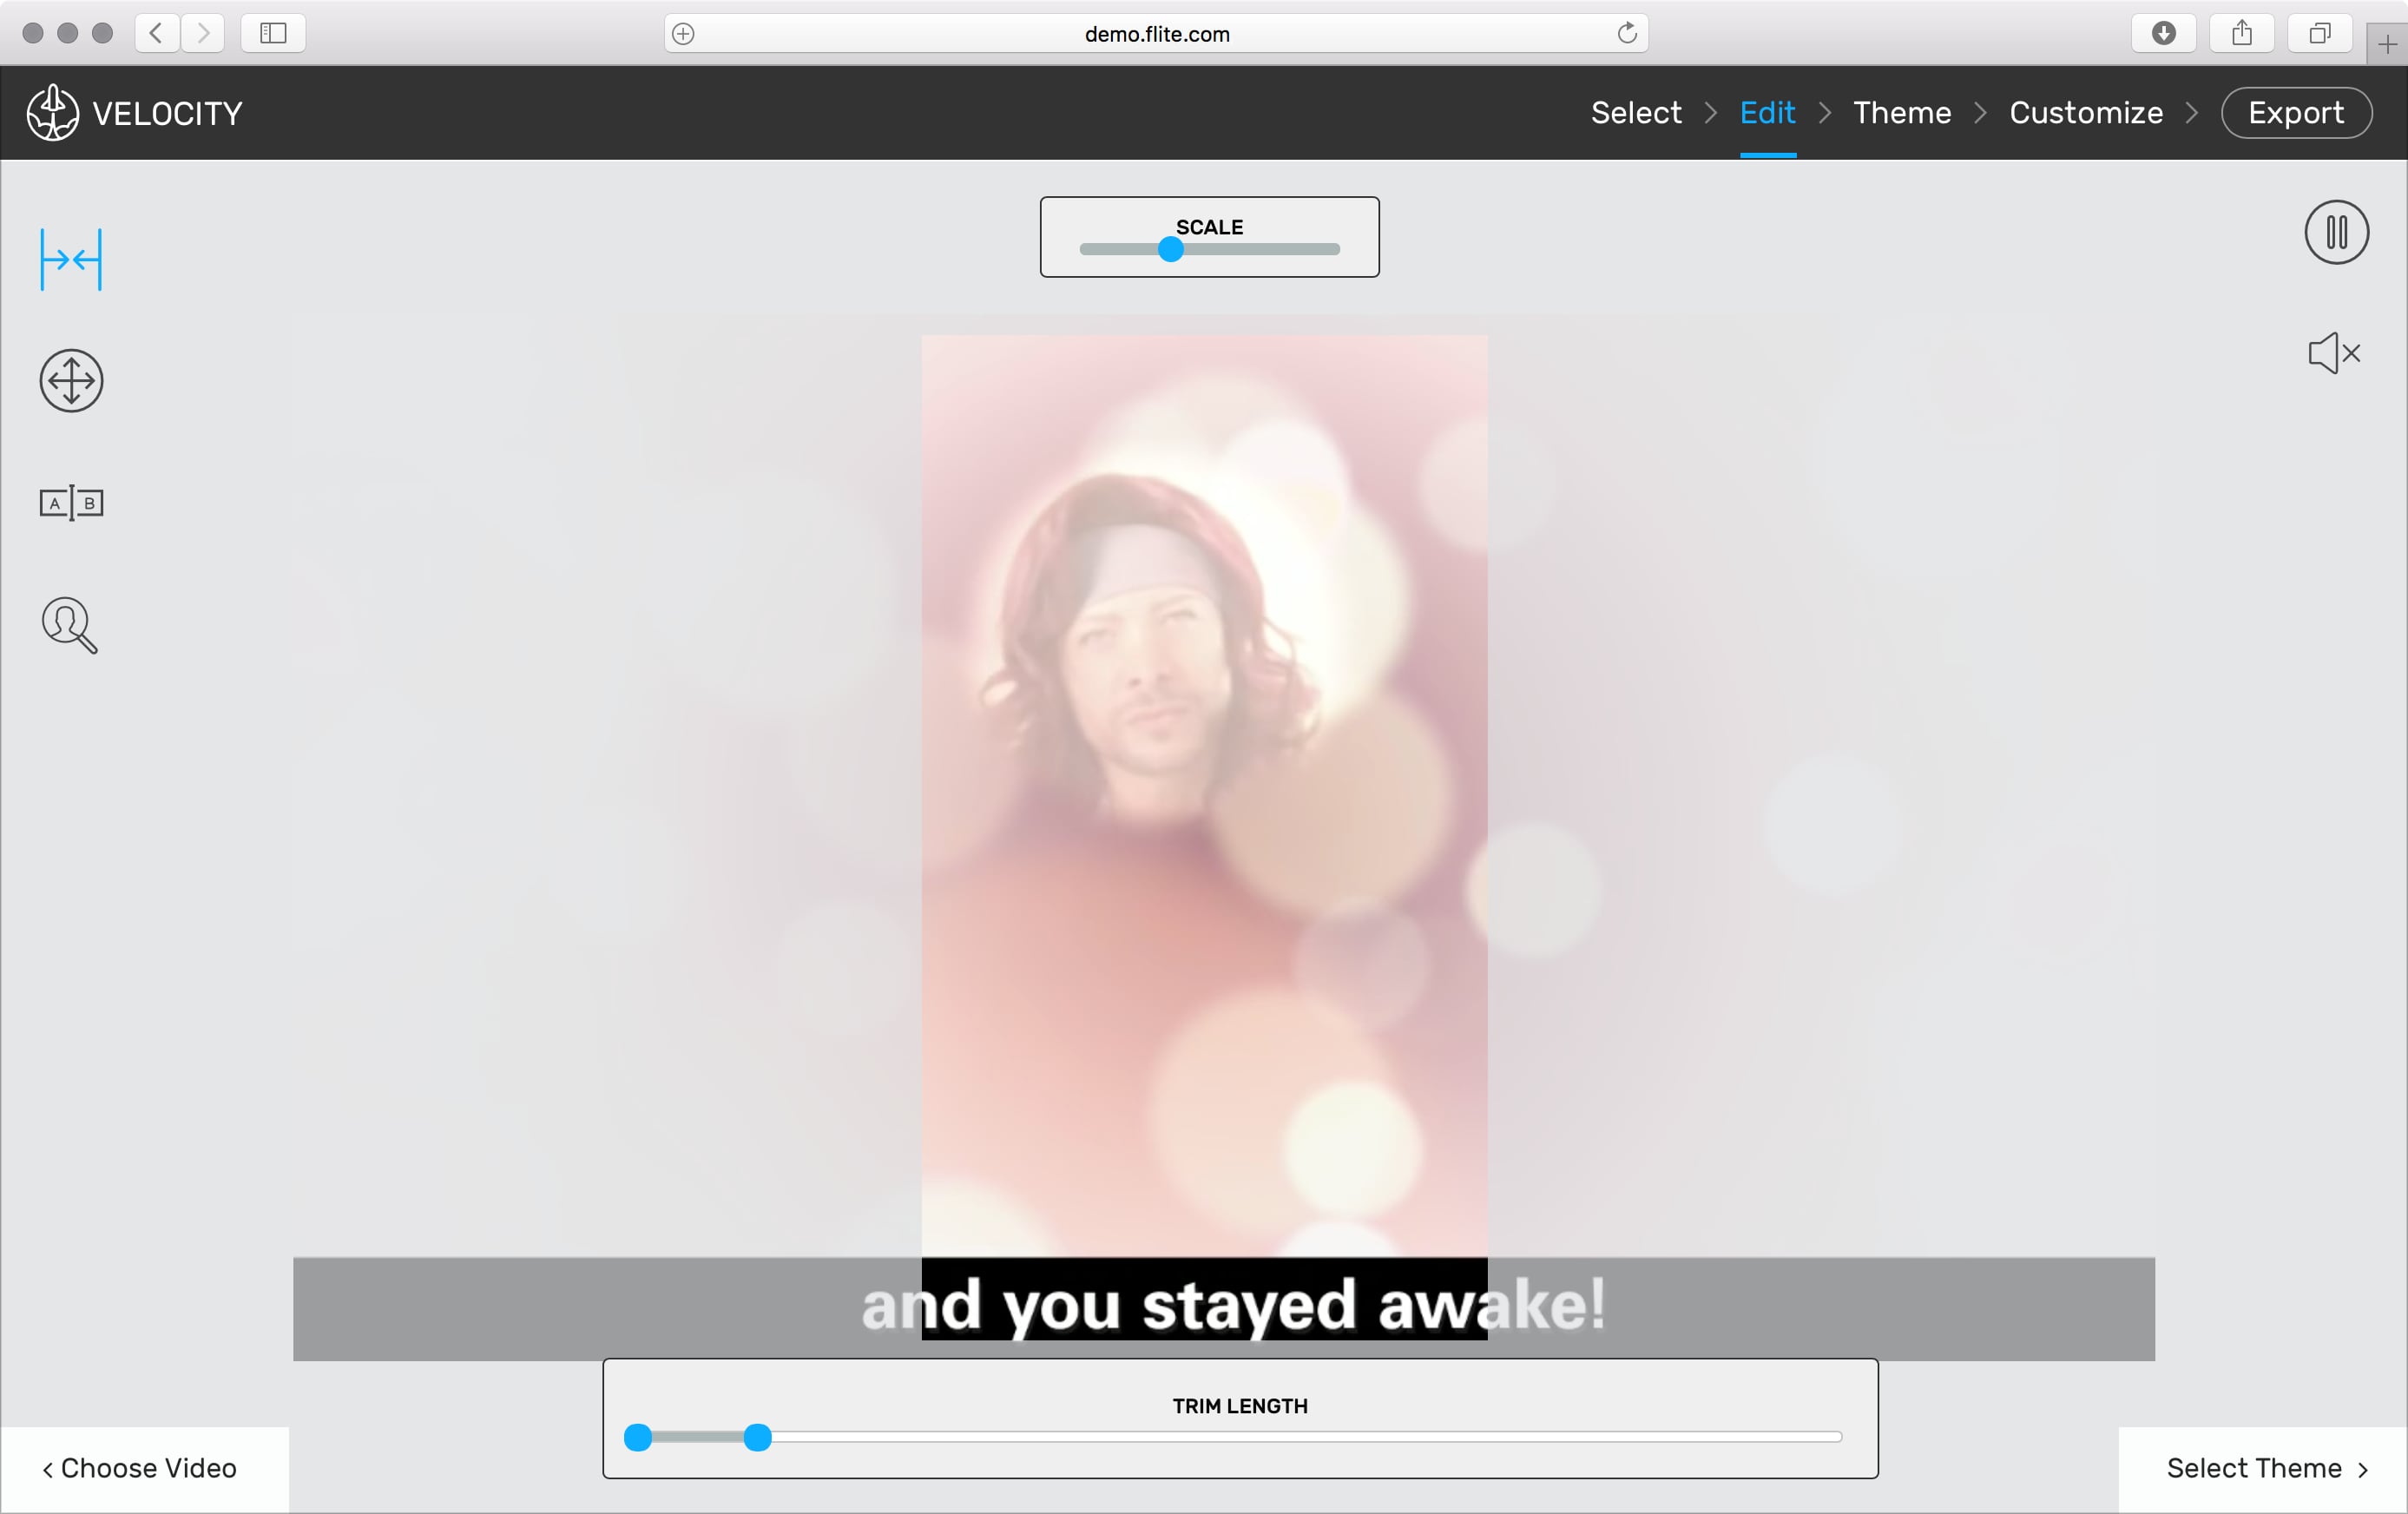 demo.flite.com
VELOCITY
Select > Edit > Theme > Customize > Export
SCALE
A B
and you stayed awake!
TRIM LENGTH
< Choose Video
Select Theme >